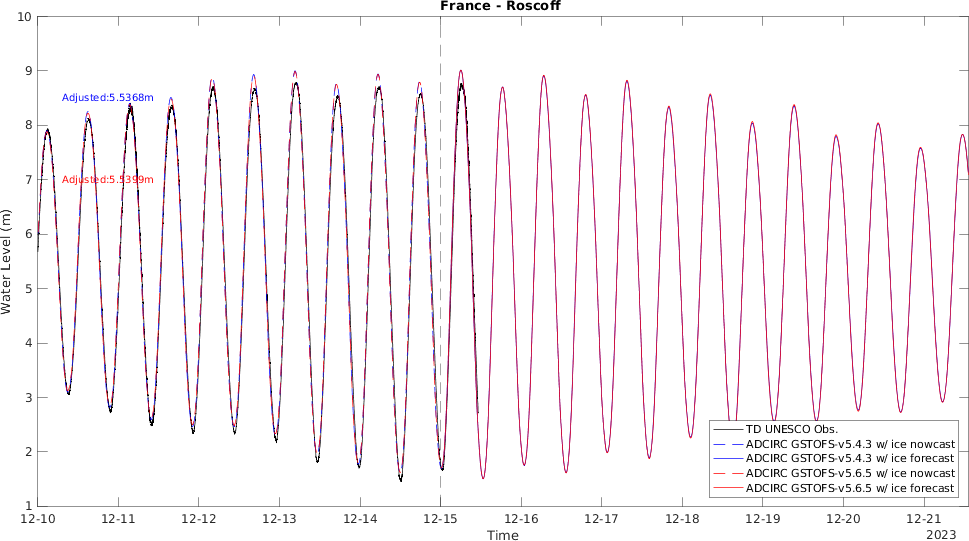 France - Roscoff
10
9
8
7
6
5
4
3
2
1
Water Level (m)
Adjusted:5.5368m
Adjusted:5.5399m
TD UNESCO Obs.
ADCIRC GSTOFS-v5.4.3 w/ ice nowcast
ADCIRC GSTOFS-v5.4.3 w/ ice forecast
ADCIRC GSTOFS-v5.6.5 w/ ice nowcast
ADCIRC GSTOFS-v5.6.5 w/ ice forecast
12-10 12-11 12-12 12-13 12-14 12-15 12-16 12-17 12-18 12-19 12-20 12-21
Time
2023